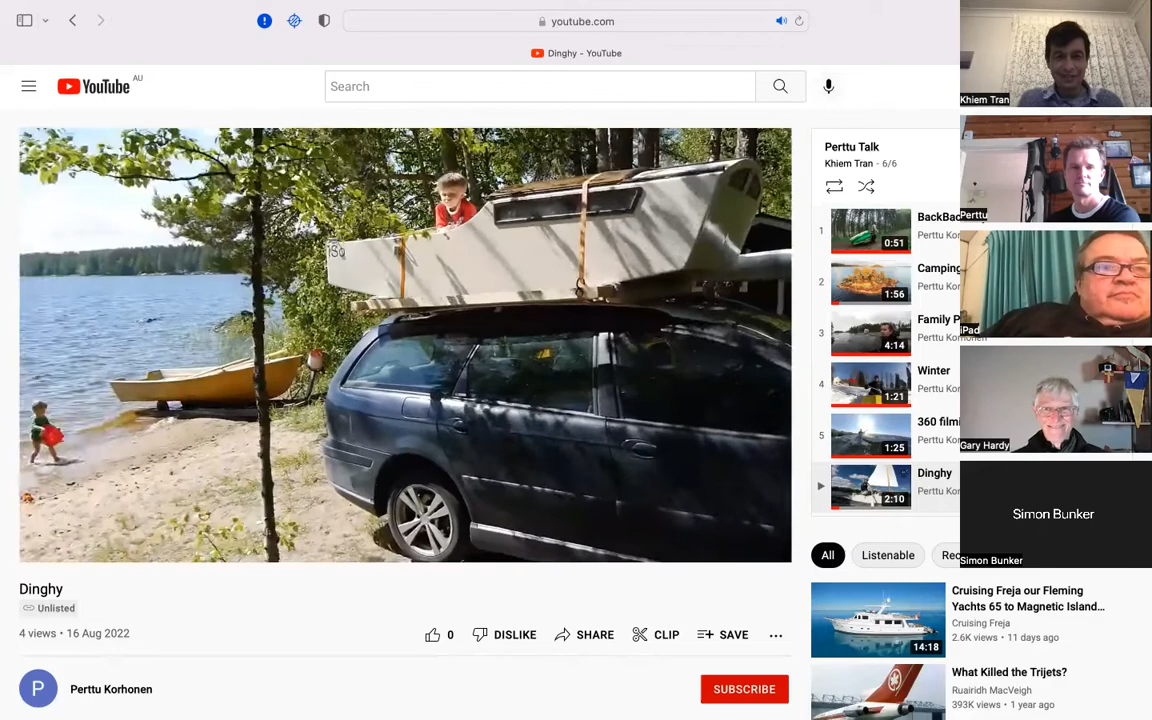 youtube.com
Dinghy - YouTube
YouTube AU
Search
150
Perttu Talk
Khiem Tran - 6/6
1
BackBac
Perttu Kor
0:51
2
Camping
Perttu Kor
1:56
3
Family P
Perttu Korhonen
4:14
4
Winter
Perttu Kor
1:21
5
360 filmi
Perttu Kor
1:25
Dinghy
Perttu Kor
2:10
All
Listenable
Rec
Cruising Freja our Fleming
Yachts 65 to Magnetic Island...
Cruising Freja
2.6K views • 11 days ago
14:18
What Killed the Trijets?
Ruairidh MacVeigh
393K views • 1 year ago
Dinghy
Unlisted
4 views • 16 Aug 2022
0
DISLIKE
SHARE
CLIP
SAVE
P
Perttu Korhonen
SUBSCRIBE
Khiem Tran
Perttu
iPad
Gary Hardy
Simon Bunker
Simon Bunker